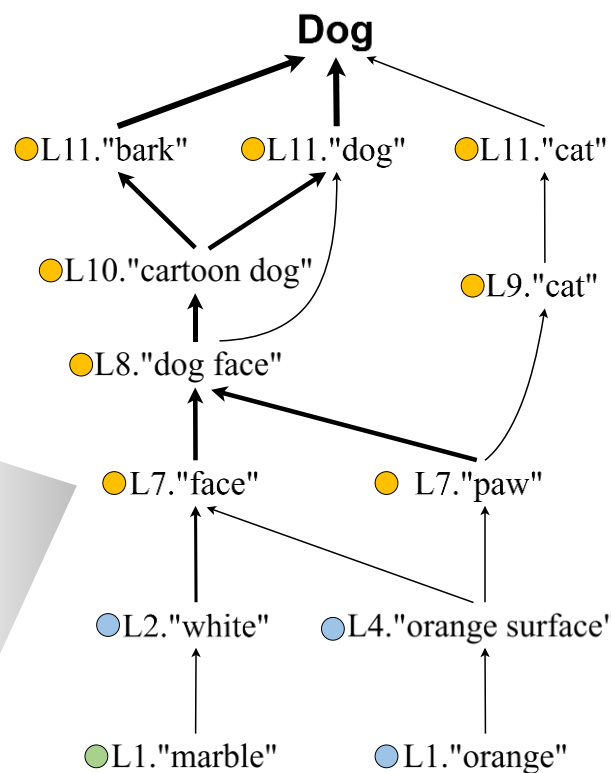 Dog
L11."bark"
L11."dog"
L11."cat"
L10."cartoon dog"
L9."cat"
L8."dog face"
L7."face"
L7."paw"
L2."white"
L4."orange surface'
L1."marble"
L1."orange"